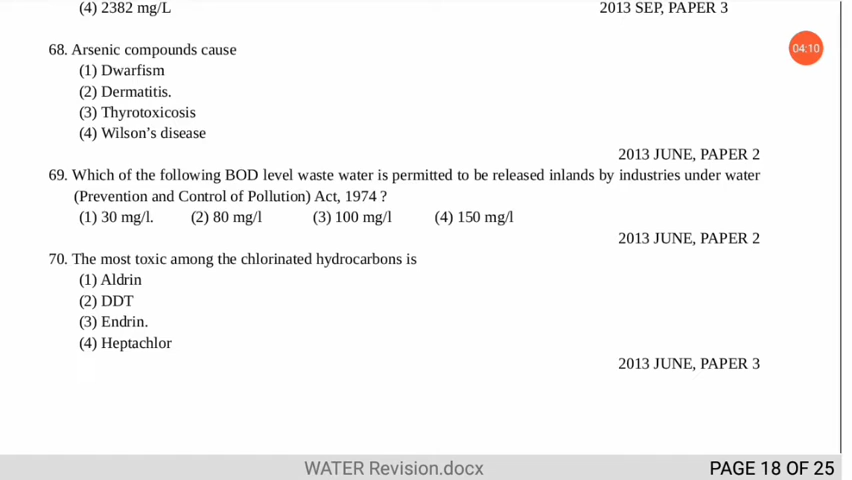 (4) 2382 mg/L 2013 SEP, PAPER 3
04:10
68. Arsenic compounds cause
(1) Dwarfism
(2) Dermatitis.
(3) Thyrotoxicosis
(4) Wilson’s disease
2013 JUNE, PAPER 2
69. Which of the following BOD level waste water is permitted to be released inlands by industries under water
(Prevention and Control of Pollution) Act, 1974 ?
(1) 30 mg/l. (2) 80 mg/l (3) 100 mg/l (4) 150 mg/l
2013 JUNE, PAPER 2
70. The most toxic among the chlorinated hydrocarbons is
(1) Aldrin
(2) DDT
(3) Endrin.
(4) Heptachlor
2013 JUNE, PAPER 3
WATER Revision.docx PAGE 18 OF 25